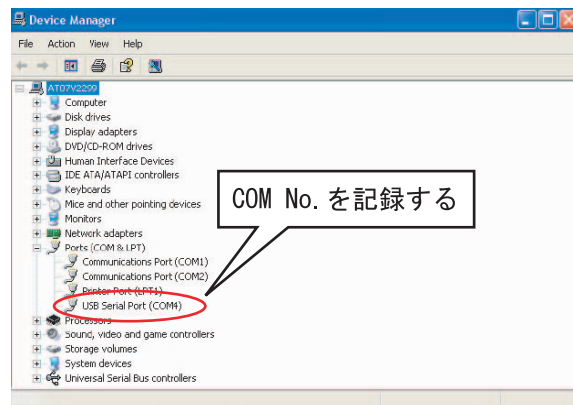 Device Manager
File Action View Help
AT07V2299
Computer
Disk drives
Display adapters
DVD/CD-ROM drives
Human Interface Devices
IDE ATA/ATAPI controllers
Keyboards
Mice and other pointing devices
Monitors
Network adapters
Ports (COM & LPT)
Communications Port (COM1)
Communications Port (COM2)
Printer Port (LPT1)
USB Serial Port (COM4)
Processors
Sound, video and game controllers
Storage volumes
System devices
Universal Serial Bus controllers
COM No.を記録する